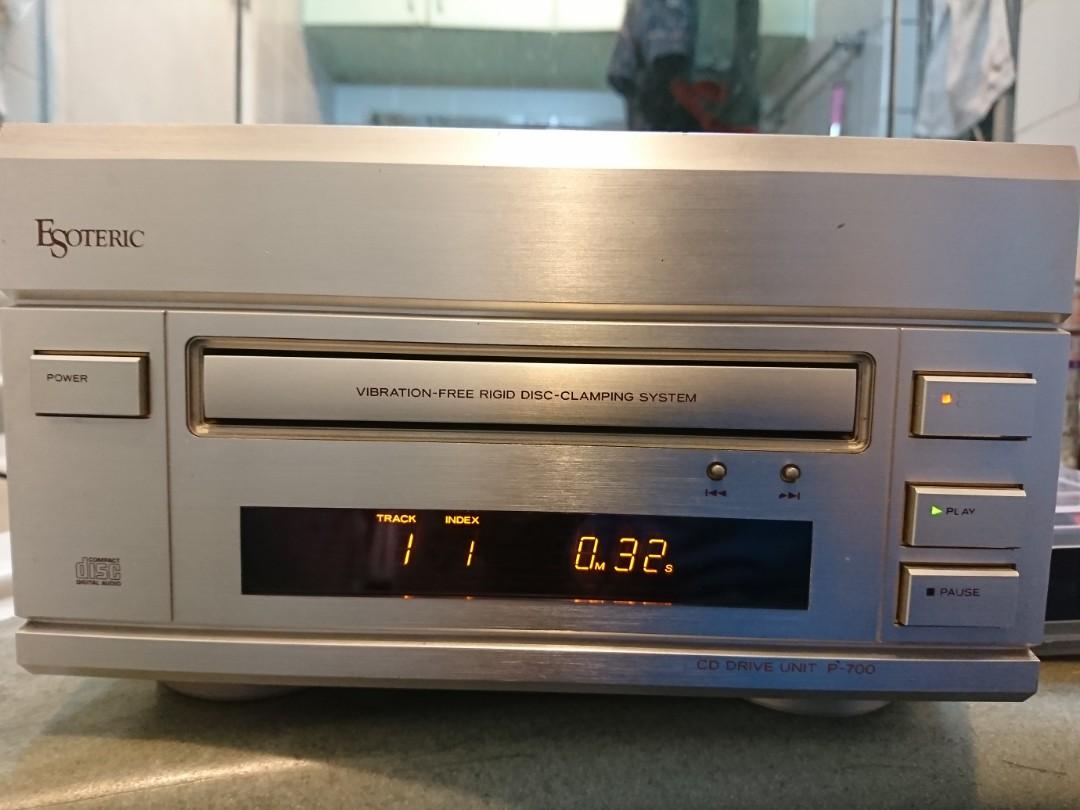 ESOTERIC
POWER
VIBRATION-FREE RIGID DISC-CLAMPING SYSTEM
TRACK INDEX
1 1 0M 32S
PLAY
PAUSE
COMPACT
disc
DIGITAL AUDIO
CD DRIVE UNIT P-700